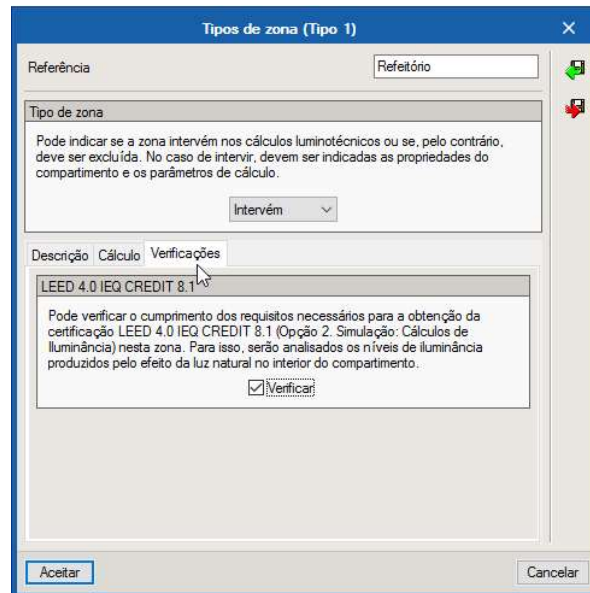 Tipos de zona (Tipo 1)
Referência
Refeitório
Tipo de zona
Pode indicar se a zona intervém nos cálculos luminotécnicos ou se, pelo contrário,
deve ser excluída. No caso de intervir, devem ser indicadas as propriedades do
compartimento e os parâmetros de cálculo.
Intervém
Descrição Cálculo Verificações
LEED 4.0 IEQ CREDIT 8.1
Pode verificar o cumprimento dos requisitos necessários para a obtenção da
certificação LEED 4.0 IEQ CREDIT 8.1 (Opção 2. Simulação: Cálculos de
Iluminância) nesta zona. Para isso, serão analisados os níveis de iluminância
produzidos pelo efeito da luz natural no interior do compartimento.
Verificar
Aceitar
Cancelar